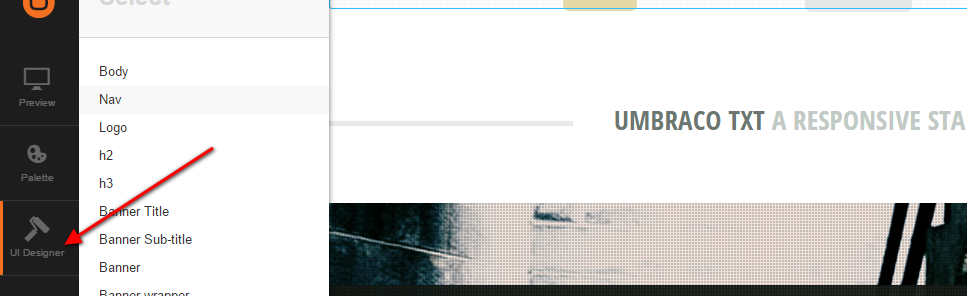 Select
Preview
Palette
UI Designer
Body
Nav
Logo
h2
h3
Banner Title
Banner Sub-title
Banner
Banner wrapper
UMBRACO TXT A RESPONSIVE STA